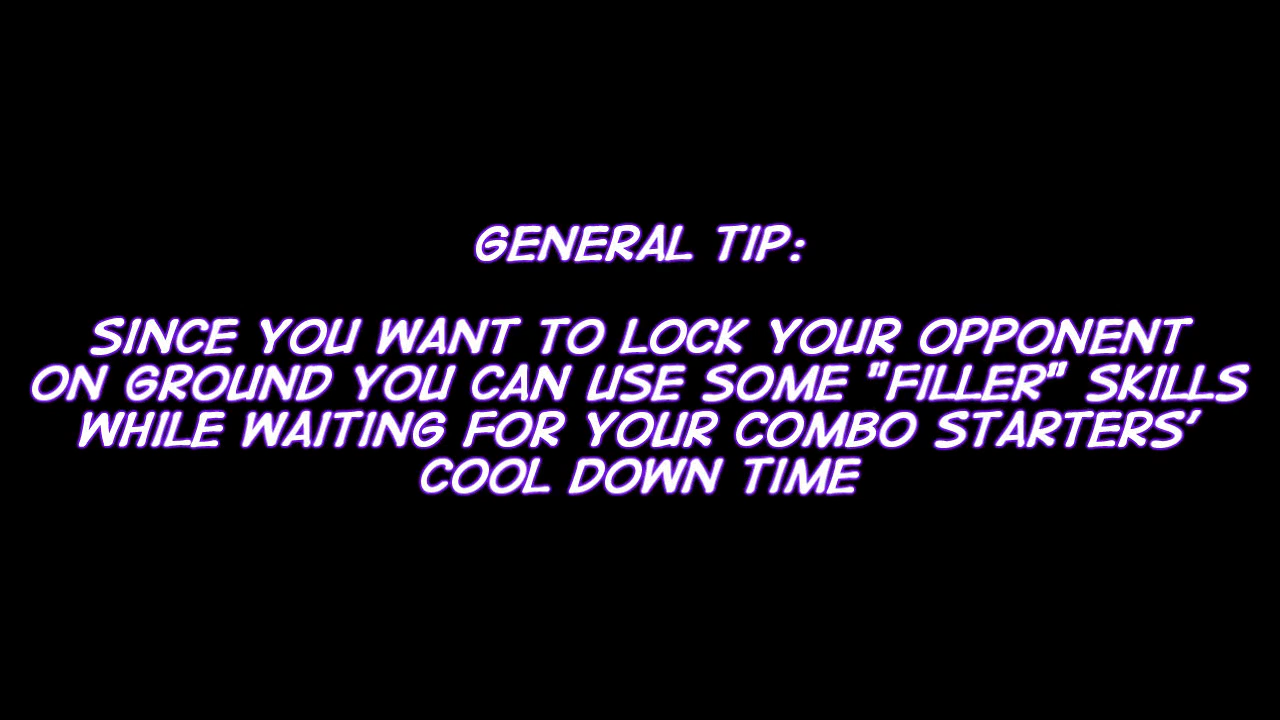 GENERAL TIP:
SINCE YOU WANT TO LOCK YOUR OPPONENT
ON GROUND YOU CAN USE SOME "FILLER" SKILLS
WHILE WAITING FOR YOUR COMBO STARTERS'
COOL DOWN TIME